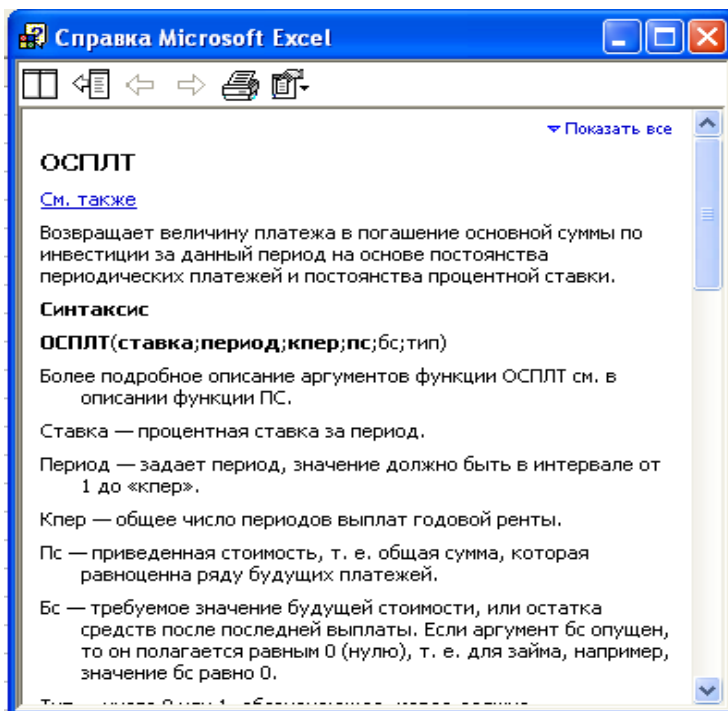 Справка Microsoft Excel
Показать все
ОСПЛТ
См. также
Возвращает величину платежа в погашение основной суммы по
инвестиции за данный период на основе постоянства
периодических платежей и постоянства процентной ставки.
Синтаксис
ОСПЛТ(ставка;период;кпер;пс;бс;тип)
Более подробное описание аргументов функции ОСПЛТ см. в
описании функции ПС.
Ставка — процентная ставка за период.
Период — задает период, значение должно быть в интервале от
1 до «кпер».
Кпер — общее число периодов выплат годовой ренты.
Пс — приведенная стоимость, т. е. общая сумма, которая
равноценна ряду будущих платежей.
Бс — требуемое значение будущей стоимости, или остатка
средств после последней выплаты. Если аргумент бс опущен,
то он полагается равным 0 (нулю), т. е. для займа, например,
значение бс равно 0.